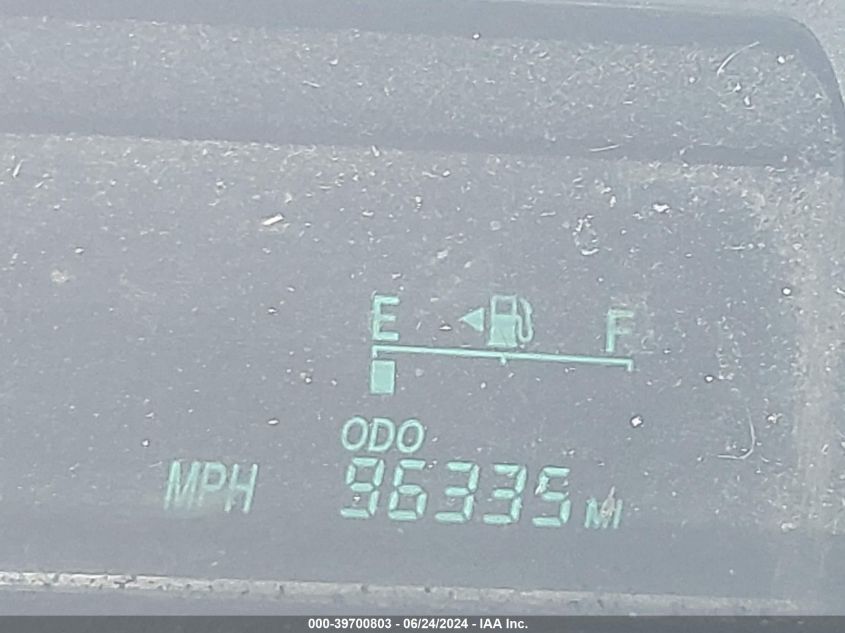 E F
ODO
MPH 96335 MI
000-39700803 - 06/24/2024 - IAA Inc.